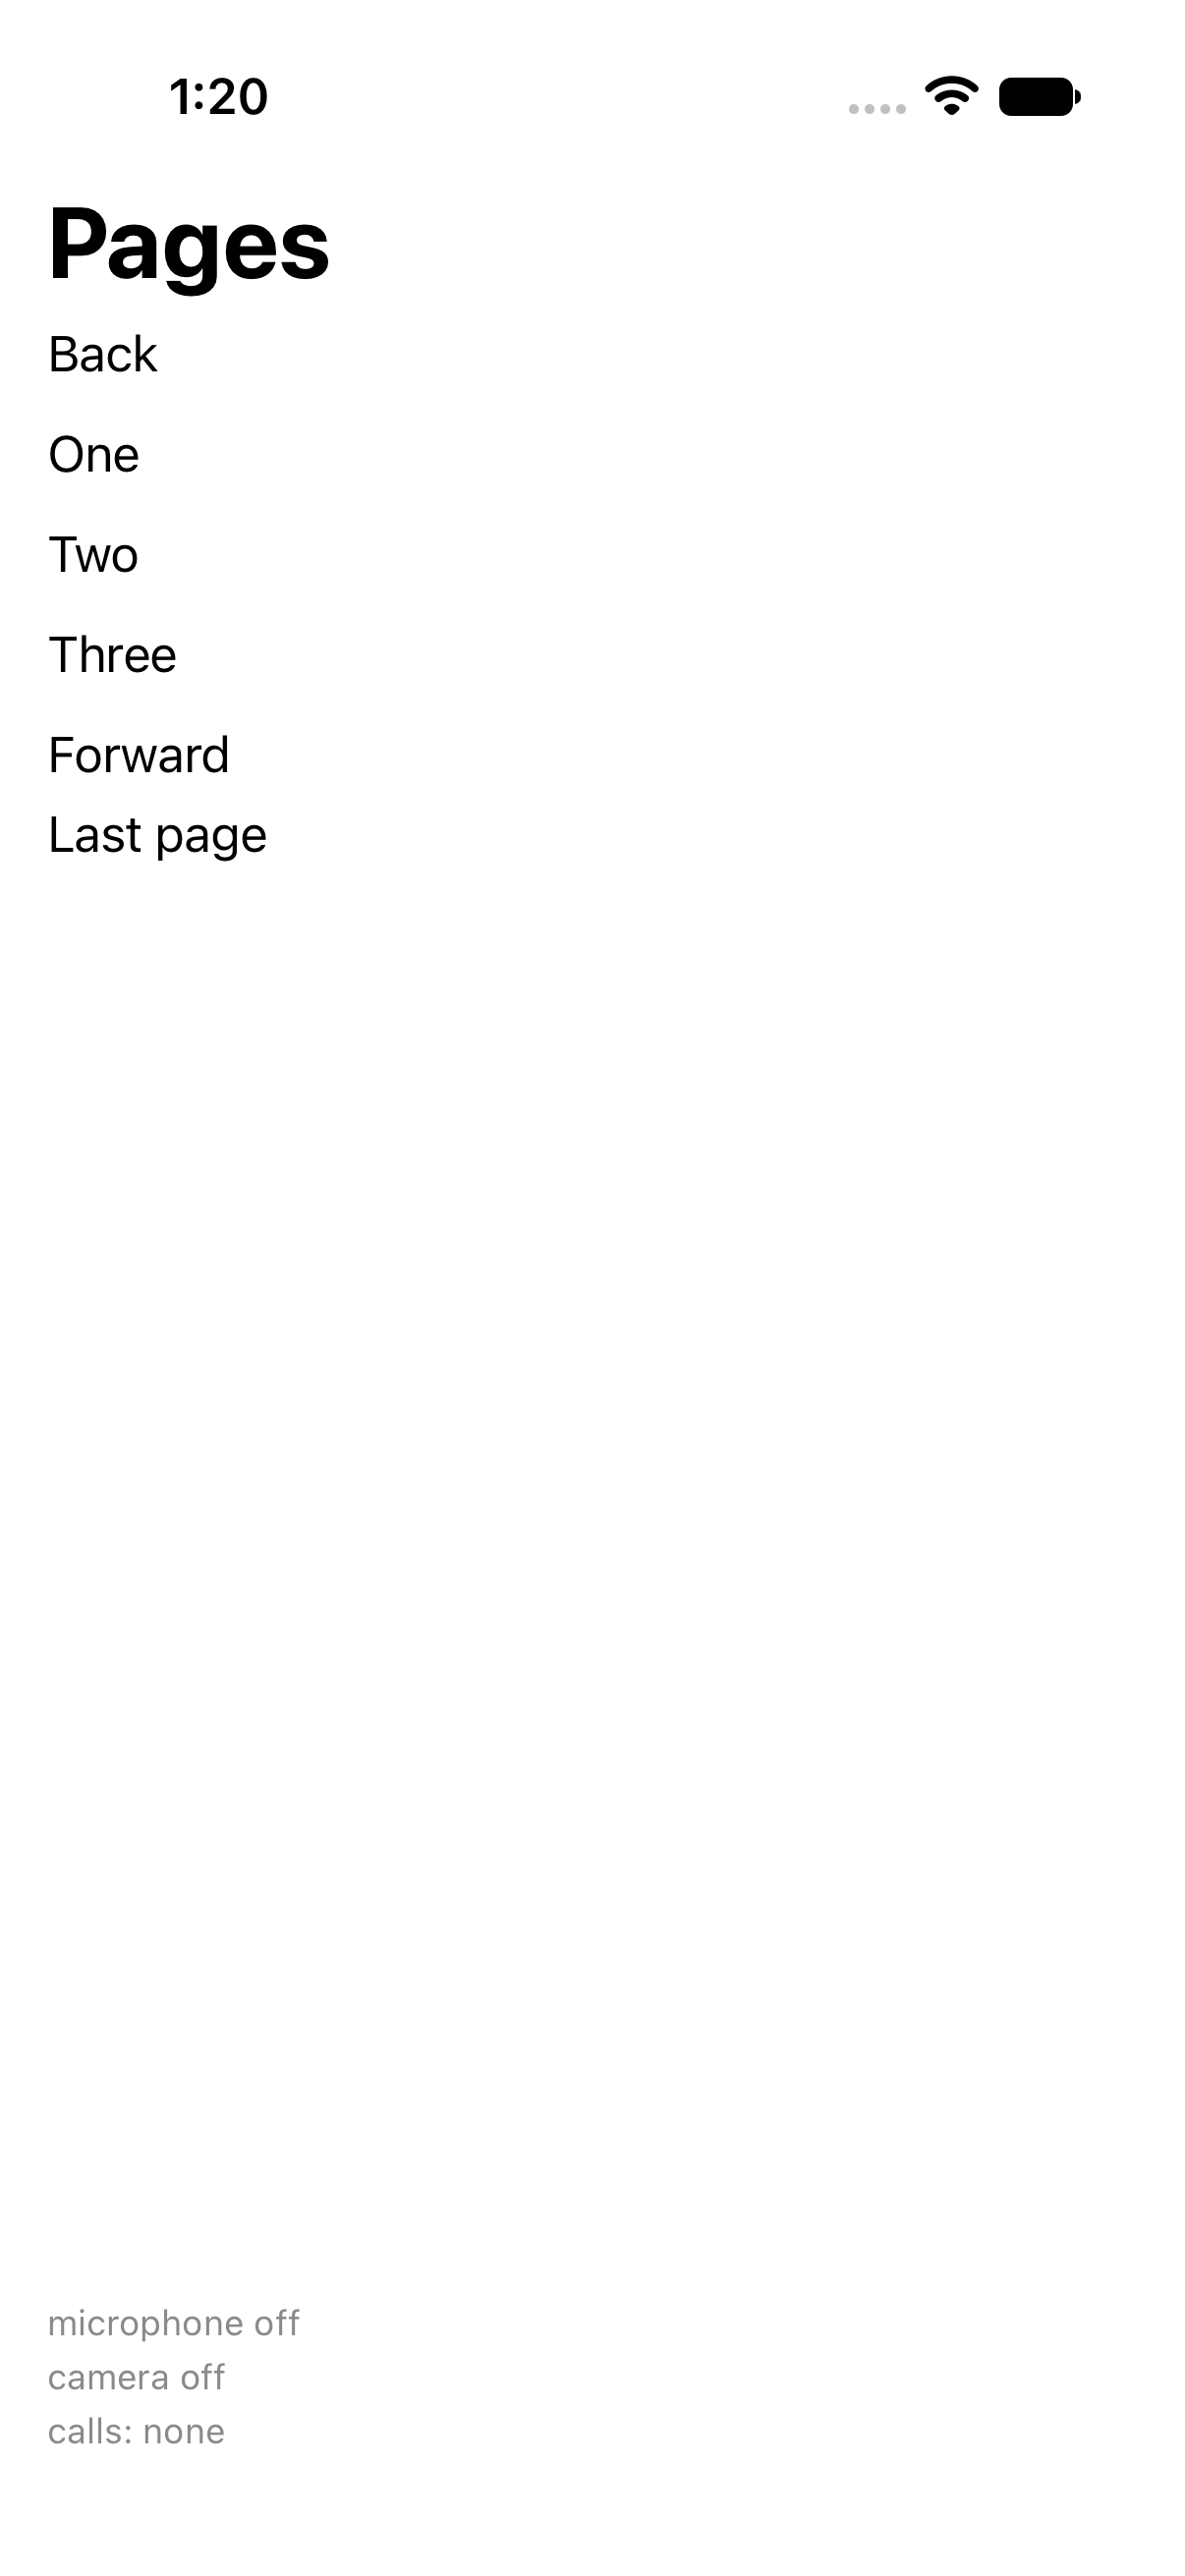 1:20
Pages
Back
One
Two
Three
Forward
Last page
microphone off
camera off
calls: none